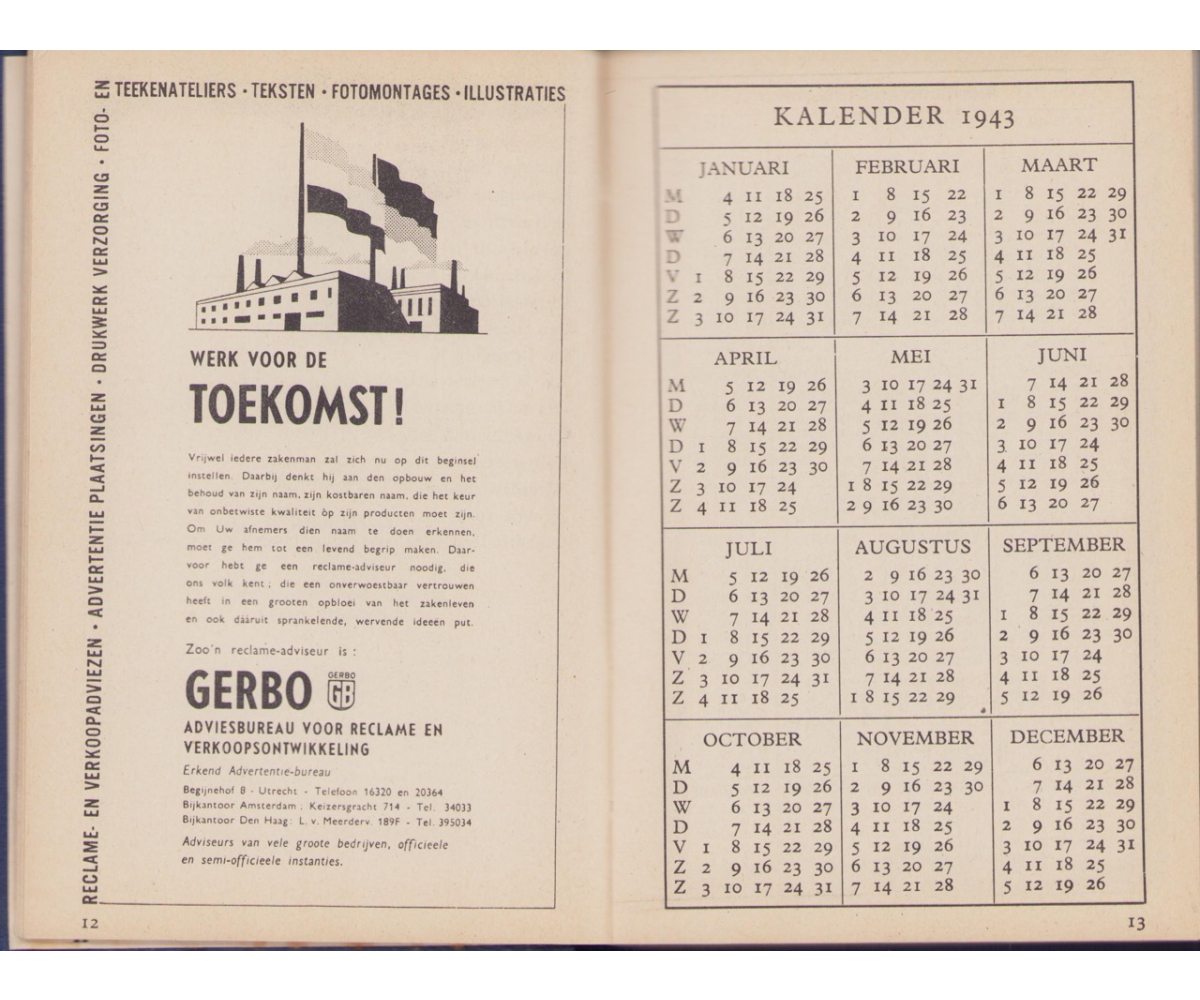 TEEKENATELIERS · TEKSTEN · FOTOMONTAGES · ILLUSTRATIES
RECLAME- EN VERKOOPADVIEZEN · ADVERTENTIE PLAATSINGEN · DRUKWERK VERZORGING · FOTO- EN
WERK VOOR DE
TOEKOMST!
Vrijwel iedere zakenman zal zich nu op dit beginsel
instellen. Daarbij denkt hij aan den opbouw en het
behoud van zijn naam, zijn kostbaren naam, die het keur
van onbetwiste kwaliteit òp zijn producten moet zijn.
Om Uw afnemers dien naam te doen erkennen,
moet ge hem tot een levend begrip maken. Daar-
voor hebt ge een reclame-adviseur noodig, die
ons volk kent; die een onverwoestbaar vertrouwen
heeft in een grooten opbloei van het zakenleven
en ook dááruit sprankelende, wervende ideeën put.
Zoo'n reclame-adviseur is :
GERBO GERBO GB
ADVIESBUREAU VOOR RECLAME EN
VERKOOPSONTWIKKELING
Erkend Advertentie-bureau
Begijnehof 8 - Utrecht - Telefoon 16320 en 20364
Bijkantoor Amsterdam : Keizersgracht 714 - Tel. 34033
Bijkantoor Den Haag: L. v. Meerderv. 189F - Tel. 395034
Adviseurs van vele groote bedrijven, officieele
en semi-officieele instanties.
12
KALENDER 1943
JANUARI FEBRUARI MAART
M 4 11 18 25 1 8 15 22 1 8 15 22 29
D 5 12 19 26 2 9 16 23 2 9 16 23 30
W 6 13 20 27 3 10 17 24 3 10 17 24 31
D 7 14 21 28 4 11 18 25 4 11 18 25
V 1 8 15 22 29 5 12 19 26 5 12 19 26
Z 2 9 16 23 30 6 13 20 27 6 13 20 27
Z 3 10 17 24 31 7 14 21 28 7 14 21 28
APRIL MEI JUNI
M 5 12 19 26 3 10 17 24 31 7 14 21 28
D 6 13 20 27 4 11 18 25 1 8 15 22 29
W 7 14 21 28 5 12 19 26 2 9 16 23 30
D 1 8 15 22 29 6 13 20 27 3 10 17 24
V 2 9 16 23 30 7 14 21 28 4 11 18 25
Z 3 10 17 24 1 8 15 22 29 5 12 19 26
Z 4 11 18 25 2 9 16 23 30 6 13 20 27
JULI AUGUSTUS SEPTEMBER
M 5 12 19 26 2 9 16 23 30 6 13 20 27
D 6 13 20 27 3 10 17 24 31 7 14 21 28
W 7 14 21 28 4 11 18 25 1 8 15 22 29
D 1 8 15 22 29 5 12 19 26 2 9 16 23 30
V 2 9 16 23 30 6 13 20 27 3 10 17 24
Z 3 10 17 24 31 7 14 21 28 4 11 18 25
Z 4 11 18 25 1 8 15 22 29 5 12 19 26
OCTOBER NOVEMBER DECEMBER
M 4 11 18 25 1 8 15 22 29 6 13 20 27
D 5 12 19 26 2 9 16 23 30 7 14 21 28
W 6 13 20 27 3 10 17 24 1 8 15 22 29
D 7 14 21 28 4 11 18 25 2 9 16 23 30
V 1 8 15 22 29 5 12 19 26 3 10 17 24 31
Z 2 9 16 23 30 6 13 20 27 4 11 18 25
Z 3 10 17 24 31 7 14 21 28 5 12 19 26
13